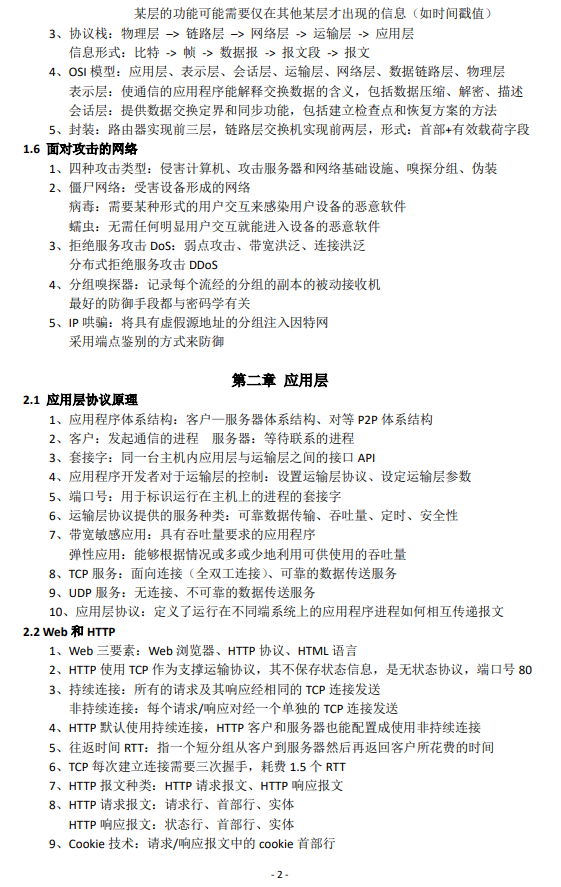 某层的功能可能需要仅在其他某层才出现的信息（如时间戳值）
3、协议栈：物理层 –> 链路层 –> 网络层 -> 运输层 -> 应用层
信息形式：比特 -> 帧 -> 数据报 -> 报文段 -> 报文
4、OSI 模型：应用层、表示层、会话层、运输层、网络层、数据链路层、物理层
表示层：使通信的应用程序能解释交换数据的含义，包括数据压缩、解密、描述
会话层：提供数据交换定界和同步功能，包括建立检查点和恢复方案的方法
5、封装：路由器实现前三层，链路层交换机实现前两层，形式：首部+有效载荷字段
1.6 面对攻击的网络
1、四种攻击类型：侵害计算机、攻击服务器和网络基础设施、嗅探分组、伪装
2、僵尸网络：受害设备形成的网络
病毒：需要某种形式的用户交互来感染用户设备的恶意软件
蠕虫：无需任何明显用户交互就能进入设备的恶意软件
3、拒绝服务攻击 DoS：弱点攻击、带宽洪泛、连接洪泛
分布式拒绝服务攻击 DDoS
4、分组嗅探器：记录每个流经的分组的副本的被动接收机
最好的防御手段都与密码学有关
5、IP 哄骗：将具有虚假源地址的分组注入因特网
采用端点鉴别的方式来防御
第二章 应用层
2.1 应用层协议原理
1、应用程序体系结构：客户—服务器体系结构、对等 P2P 体系结构
2、客户：发起通信的进程 服务器：等待联系的进程
3、套接字：同一台主机内应用层与运输层之间的接口 API
4、应用程序开发者对于运输层的控制：设置运输层协议、设定运输层参数
5、端口号：用于标识运行在主机上的进程的套接字
6、运输层协议提供的服务种类：可靠数据传输、吞吐量、定时、安全性
7、带宽敏感应用：具有吞吐量要求的应用程序
弹性应用：能够根据情况或多或少地利用可供使用的吞吐量
8、TCP 服务：面向连接（全双工连接）、可靠的数据传送服务
9、UDP 服务：无连接、不可靠的数据传送服务
10、应用层协议：定义了运行在不同端系统上的应用程序进程如何相互传递报文
2.2 Web 和 HTTP
1、Web 三要素：Web 浏览器、HTTP 协议、HTML 语言
2、HTTP 使用 TCP 作为支撑运输协议，其不保存状态信息，是无状态协议，端口号 80
3、持续连接：所有的请求及其响应经相同的 TCP 连接发送
非持续连接：每个请求/响应对经一个单独的 TCP 连接发送
4、HTTP 默认使用持续连接，HTTP 客户和服务器也能配置成使用非持续连接
5、往返时间 RTT：指一个短分组从客户到服务器然后再返回客户所花费的时间
6、TCP 每次建立连接需要三次握手，耗费 1.5 个 RTT
7、HTTP 报文种类：HTTP 请求报文、HTTP 响应报文
8、HTTP 请求报文：请求行、首部行、实体
HTTP 响应报文：状态行、首部行、实体
9、Cookie 技术：请求/响应报文中的 cookie 首部行
- 2 -